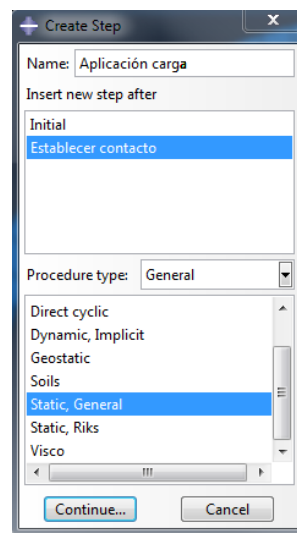 Create Step
x
Name: Aplicación carga
Insert new step after
Initial
Establecer contacto
Procedure type: General
Direct cyclic
Dynamic, Implicit
Geostatic
Soils
Static, General
Static, Riks
Visco
Continue... Cancel